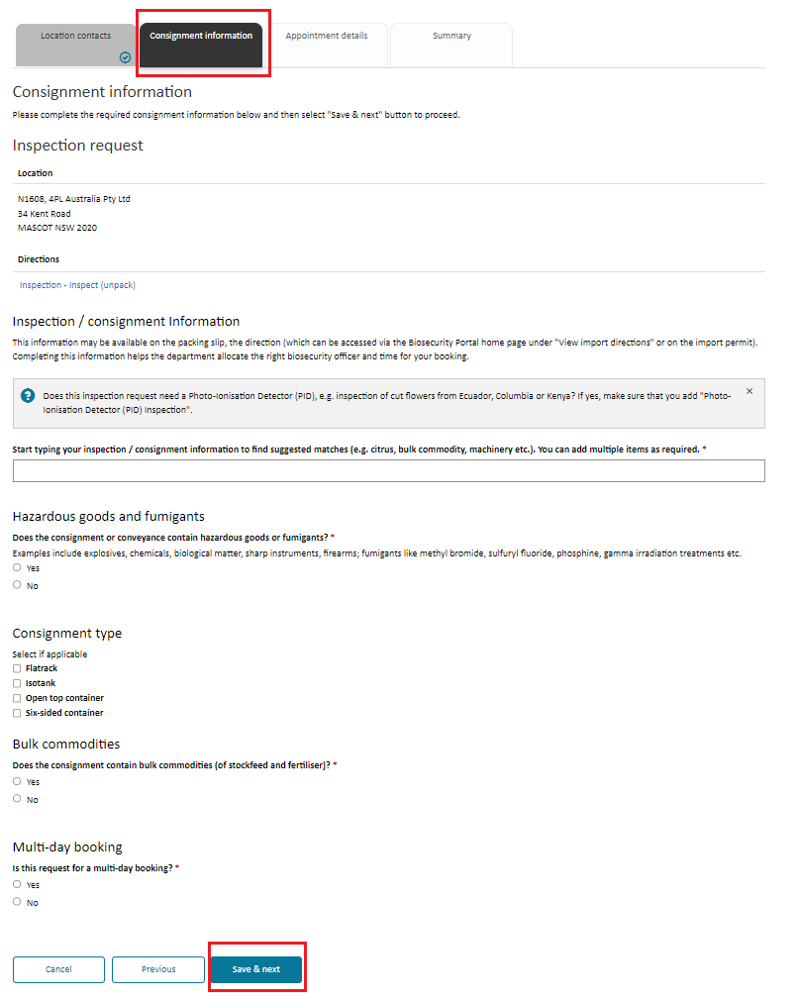 Location contacts
Consignment information
Appointment details
Summary
Consignment information
Please complete the required consignment information below and then select "Save & next" button to proceed.
Inspection request
Location
N1608, 4PL Australia Pty Ltd
34 Kent Road
MASCOT NSW 2020
Directions
Inspection - Inspect (unpack)
Inspection / consignment Information
This information may be available on the packing slip, the direction (which can be accessed via the Biosecurity Portal home page under "View import directions" or on the import permit).
Completing this information helps the department allocate the right biosecurity officer and time for your booking.
? Does this inspection request need a Photo-Ionisation Detector (PID), e.g. inspection of cut flowers from Ecuador, Columbia or Kenya? If yes, make sure that you add "Photo-
Ionisation Detector (PID) Inspection".
Start typing your inspection / consignment information to find suggested matches (e.g. citrus, bulk commodity, machinery etc.). You can add multiple items as required. *
Hazardous goods and fumigants
Does the consignment or conveyance contain hazardous goods or fumigants? *
Examples include explosives, chemicals, biological matter, sharp instruments, firearms; fumigants like methyl bromide, sulfuryl fluoride, phosphine, gamma irradiation treatments etc.
Yes
No
Consignment type
Select if applicable
Flatrack
Isotank
Open top container
Six-sided container
Bulk commodities
Does the consignment contain bulk commodities (of stockfeed and fertiliser)? *
Yes
No
Multi-day booking
Is this request for a multi-day booking? *
Yes
No
Cancel
Previous
Save & next